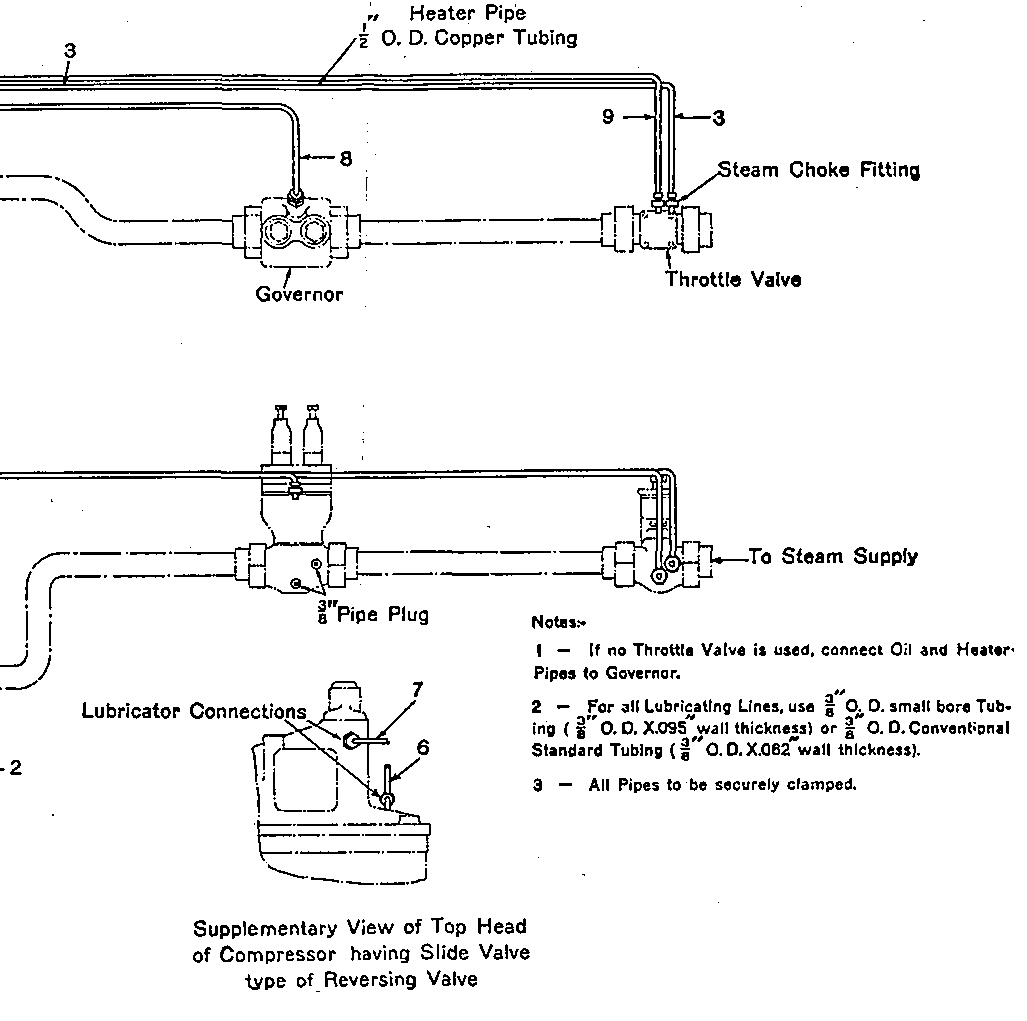 Heater Pipe
1/2" O. D. Copper Tubing
3
9
3
8
Steam Choke Fitting
Governor
Throttle Valve
To Steam Supply
3/8" Pipe Plug
Notes:-
1 — If no Throttle Valve is used, connect Oil and Heater
Pipes to Governor.
2 — For all Lubricating Lines, use 3/8" O. D. small bore Tub-
ing ( 3/8" O. D. X.095" wall thickness) or 3/8" O. D. Conventional
Standard Tubing ( 3/8" O. D. X.062" wall thickness).
3 — All Pipes to be securely clamped.
7
Lubricator Connections
6
-2
Supplementary View of Top Head
of Compressor having Slide Valve
type of Reversing Valve